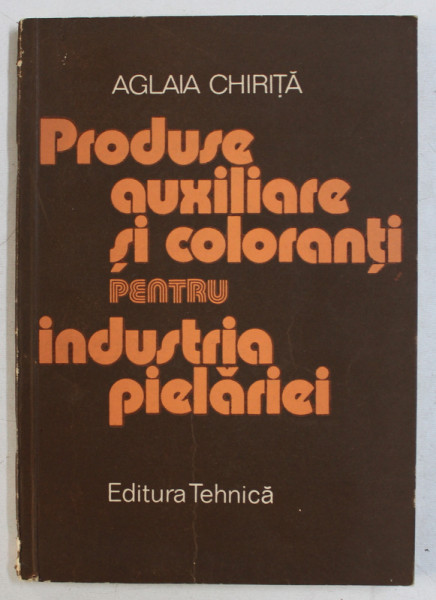 AGLAIA CHIRIȚĂ
Produse
auxiliare
și coloranți
PENTRU
industria
pielăriei
Editura Tehnică